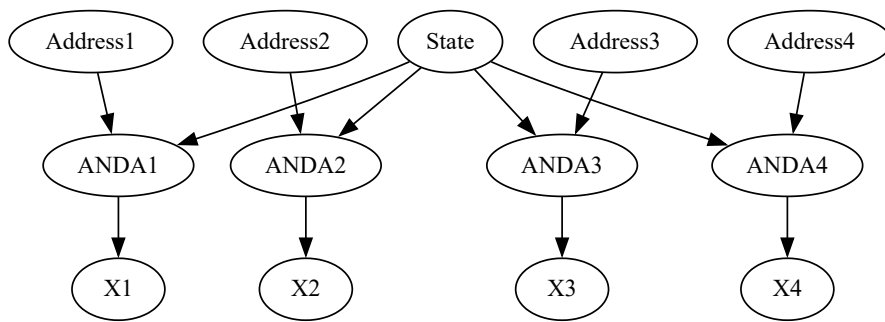 Address1
Address2
State
Address3
Address4
ANDA1
ANDA2
ANDA3
ANDA4
X1
X2
X3
X4